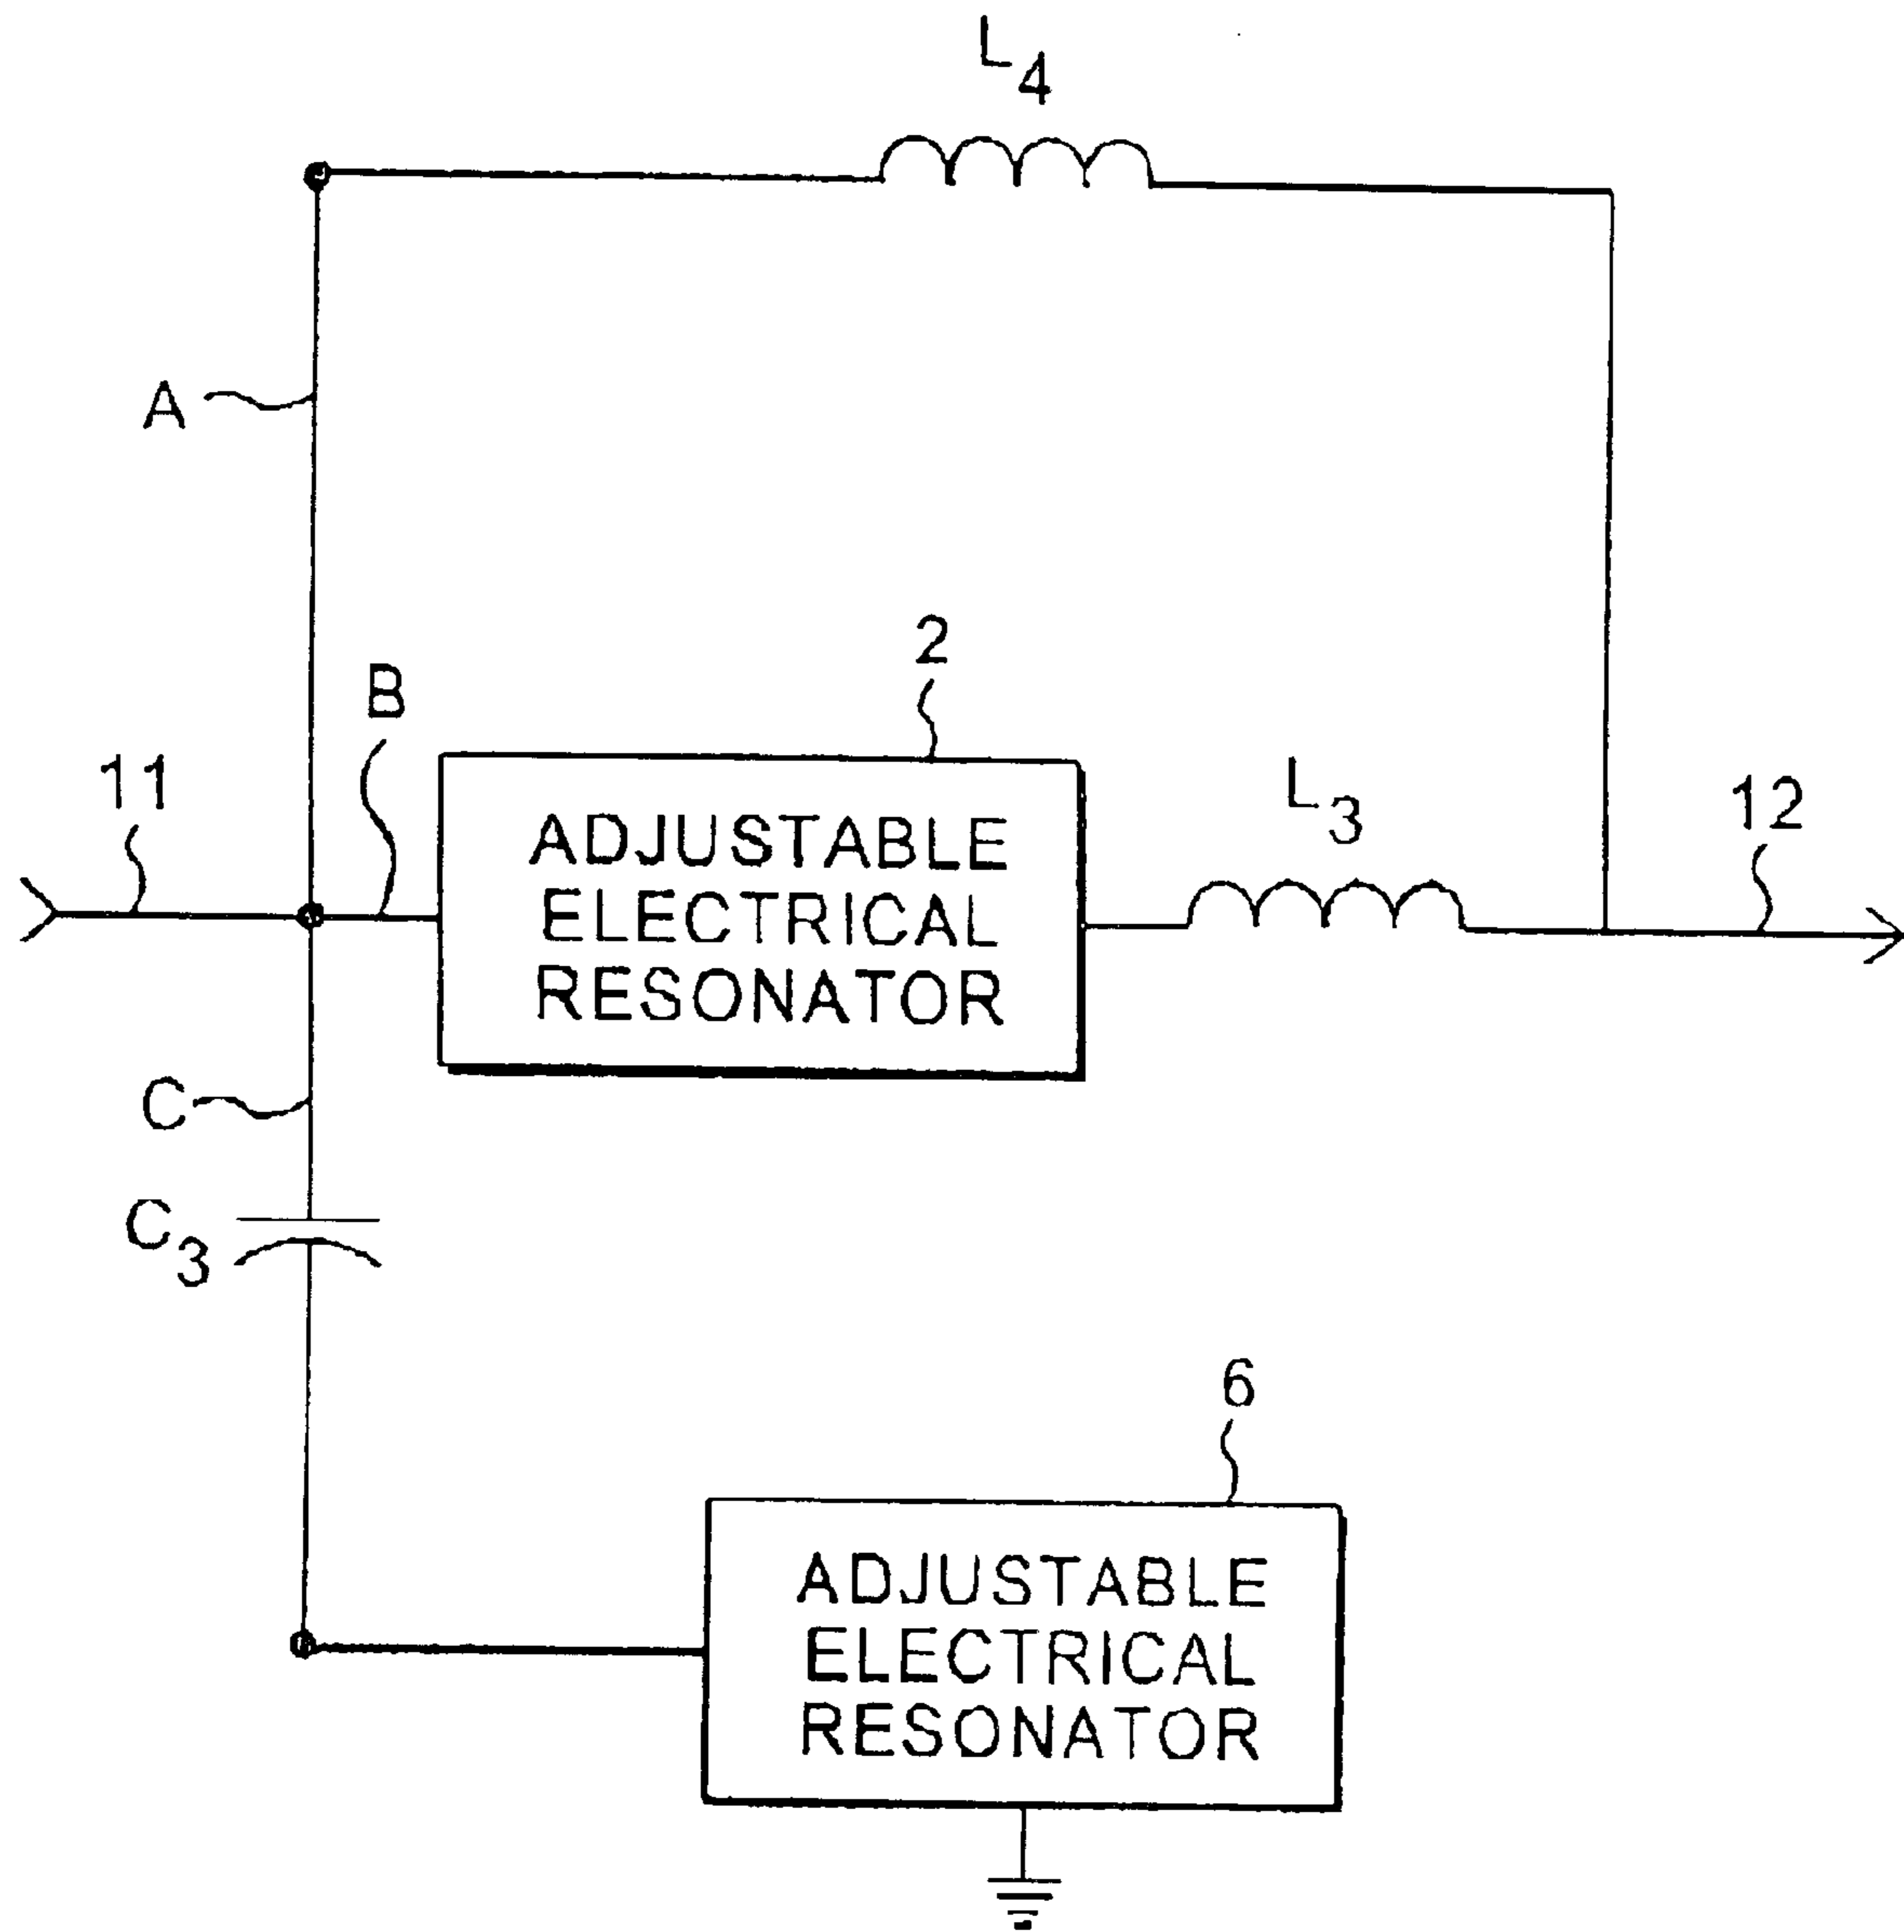 L4
A
2
B
11
L3
12
ADJUSTABLE
ELECTRICAL
RESONATOR
C
C3
6
ADJUSTABLE
ELECTRICAL
RESONATOR